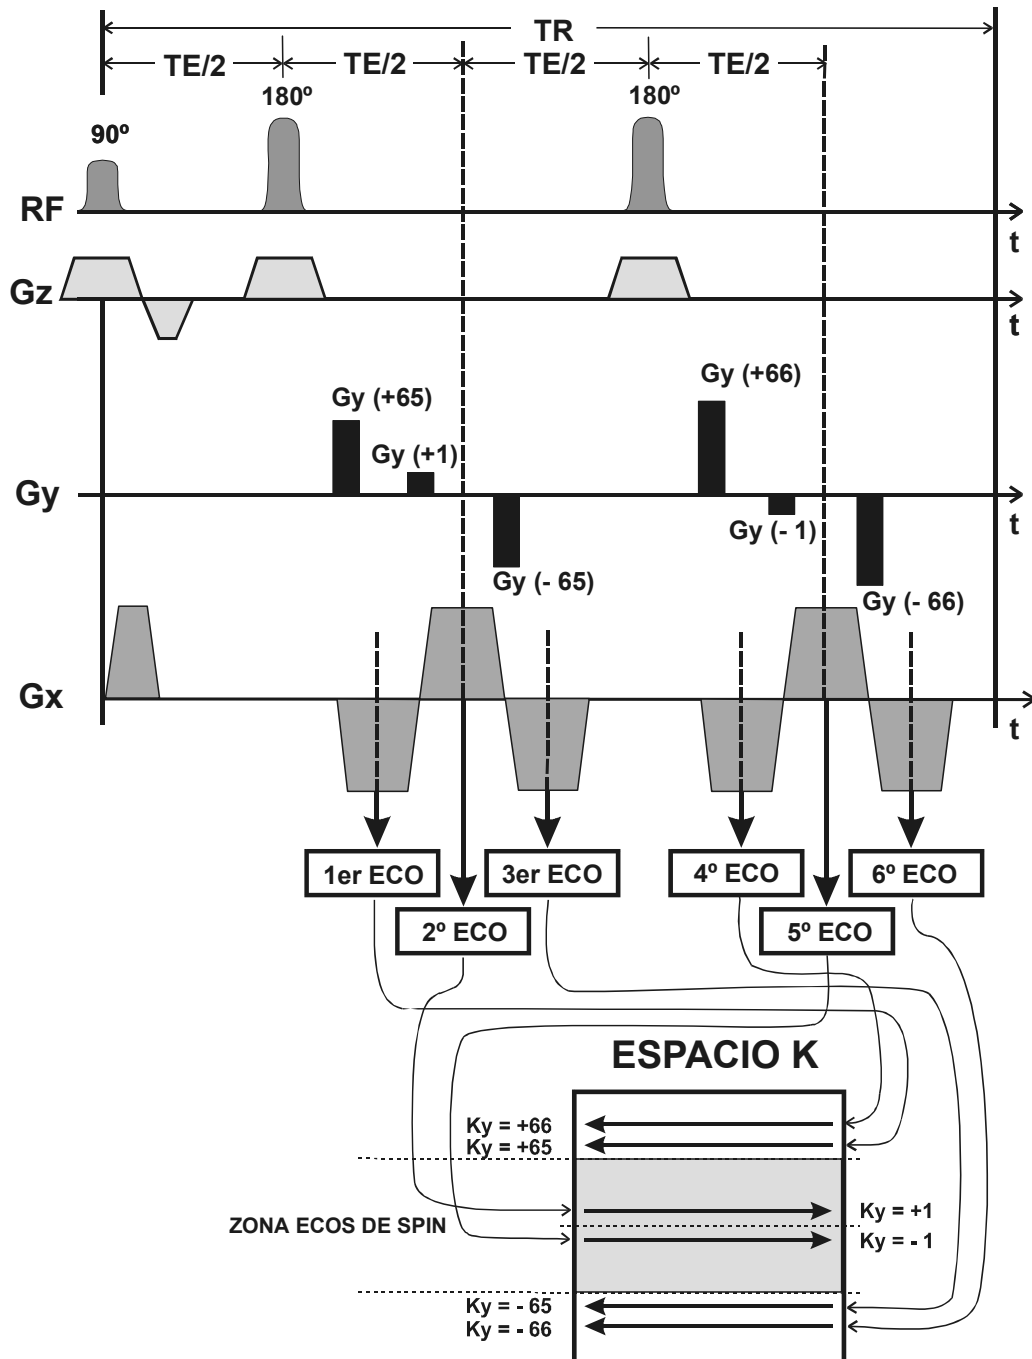 TR
TE/2 TE/2 TE/2 TE/2
90º 180º 180º
RF
t
Gz
t
Gy (+65) Gy (+66)
Gy (+1)
Gy
t
Gy (- 1)
Gy (- 65) Gy (- 66)
Gx
t
1er ECO 3er ECO 4º ECO 6º ECO
2º ECO 5º ECO
ESPACIO K
Ky = +66
Ky = +65
ZONA ECOS DE SPIN
Ky = +1
Ky = - 1
Ky = - 65
Ky = - 66